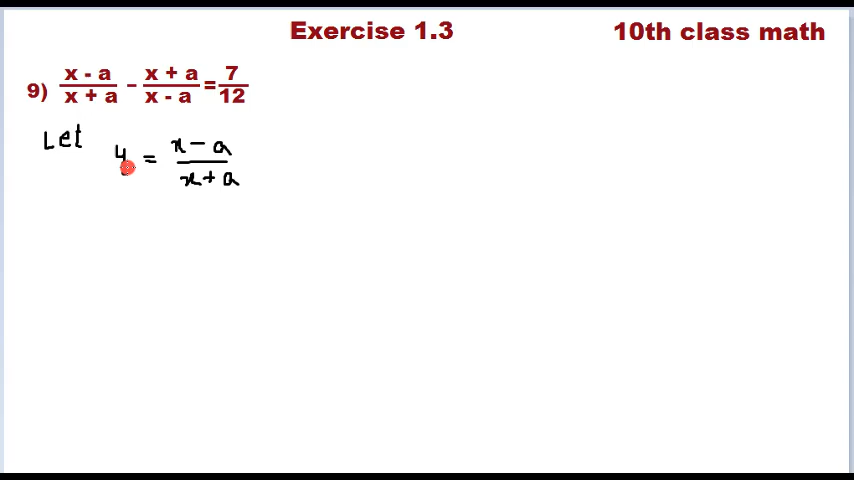 Exercise 1.3 10th class math
9) x - a / x + a - x + a / x - a = 7 / 12
Let y = x - a / x + a